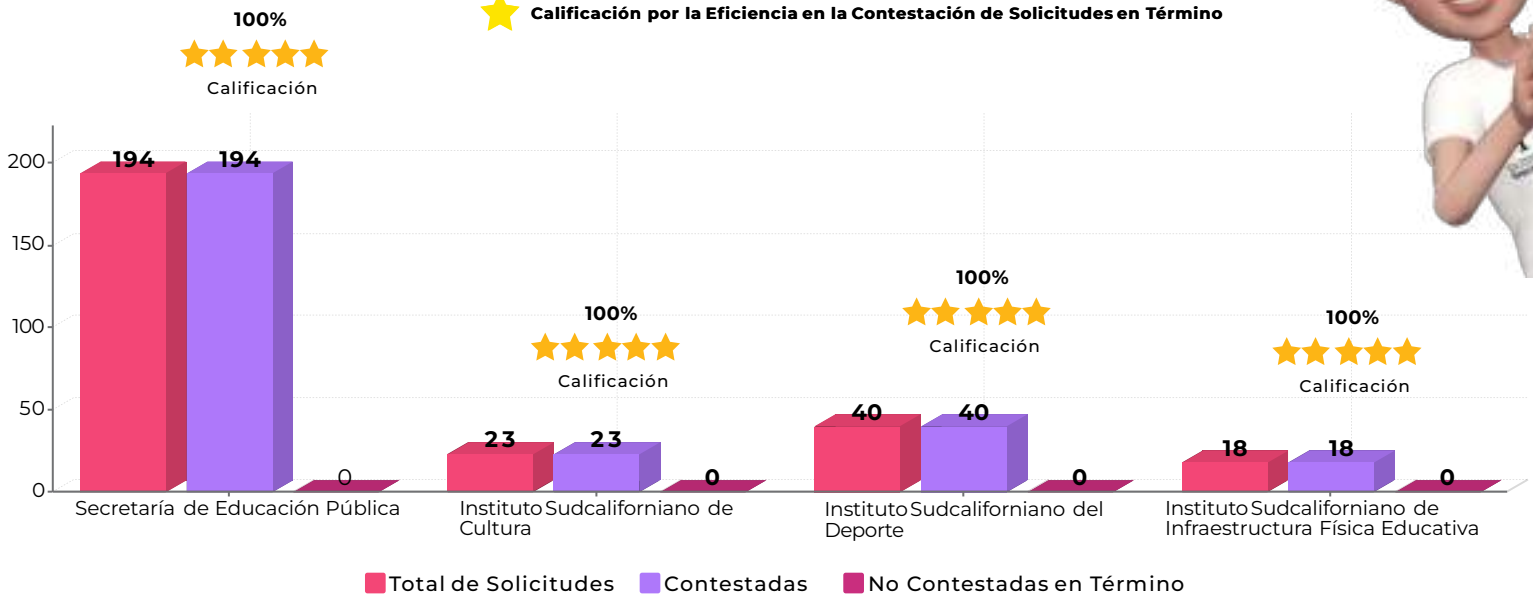 Calificación por la Eficiencia en la Contestación de Solicitudes en Término
100%
Calificación
194
194
0
100%
Calificación
23
23
0
100%
Calificación
40
40
0
100%
Calificación
18
18
0
200
150
100
50
0
Secretaría de Educación Pública
Instituto Sudcaliforniano de
Cultura
Instituto Sudcaliforniano del
Deporte
Instituto Sudcaliforniano de
Infraestructura Física Educativa
Total de Solicitudes
Contestadas
No Contestadas en Término